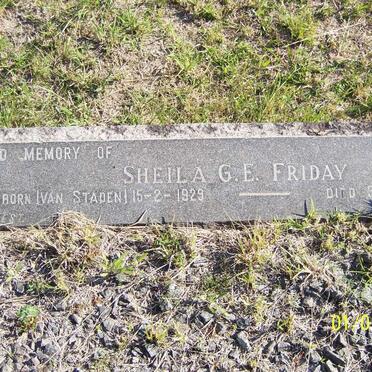 D MEMORY OF
SHEILA G.E. FRIDAY
BORN (VAN STADEN) 15-2-1929 — DIED